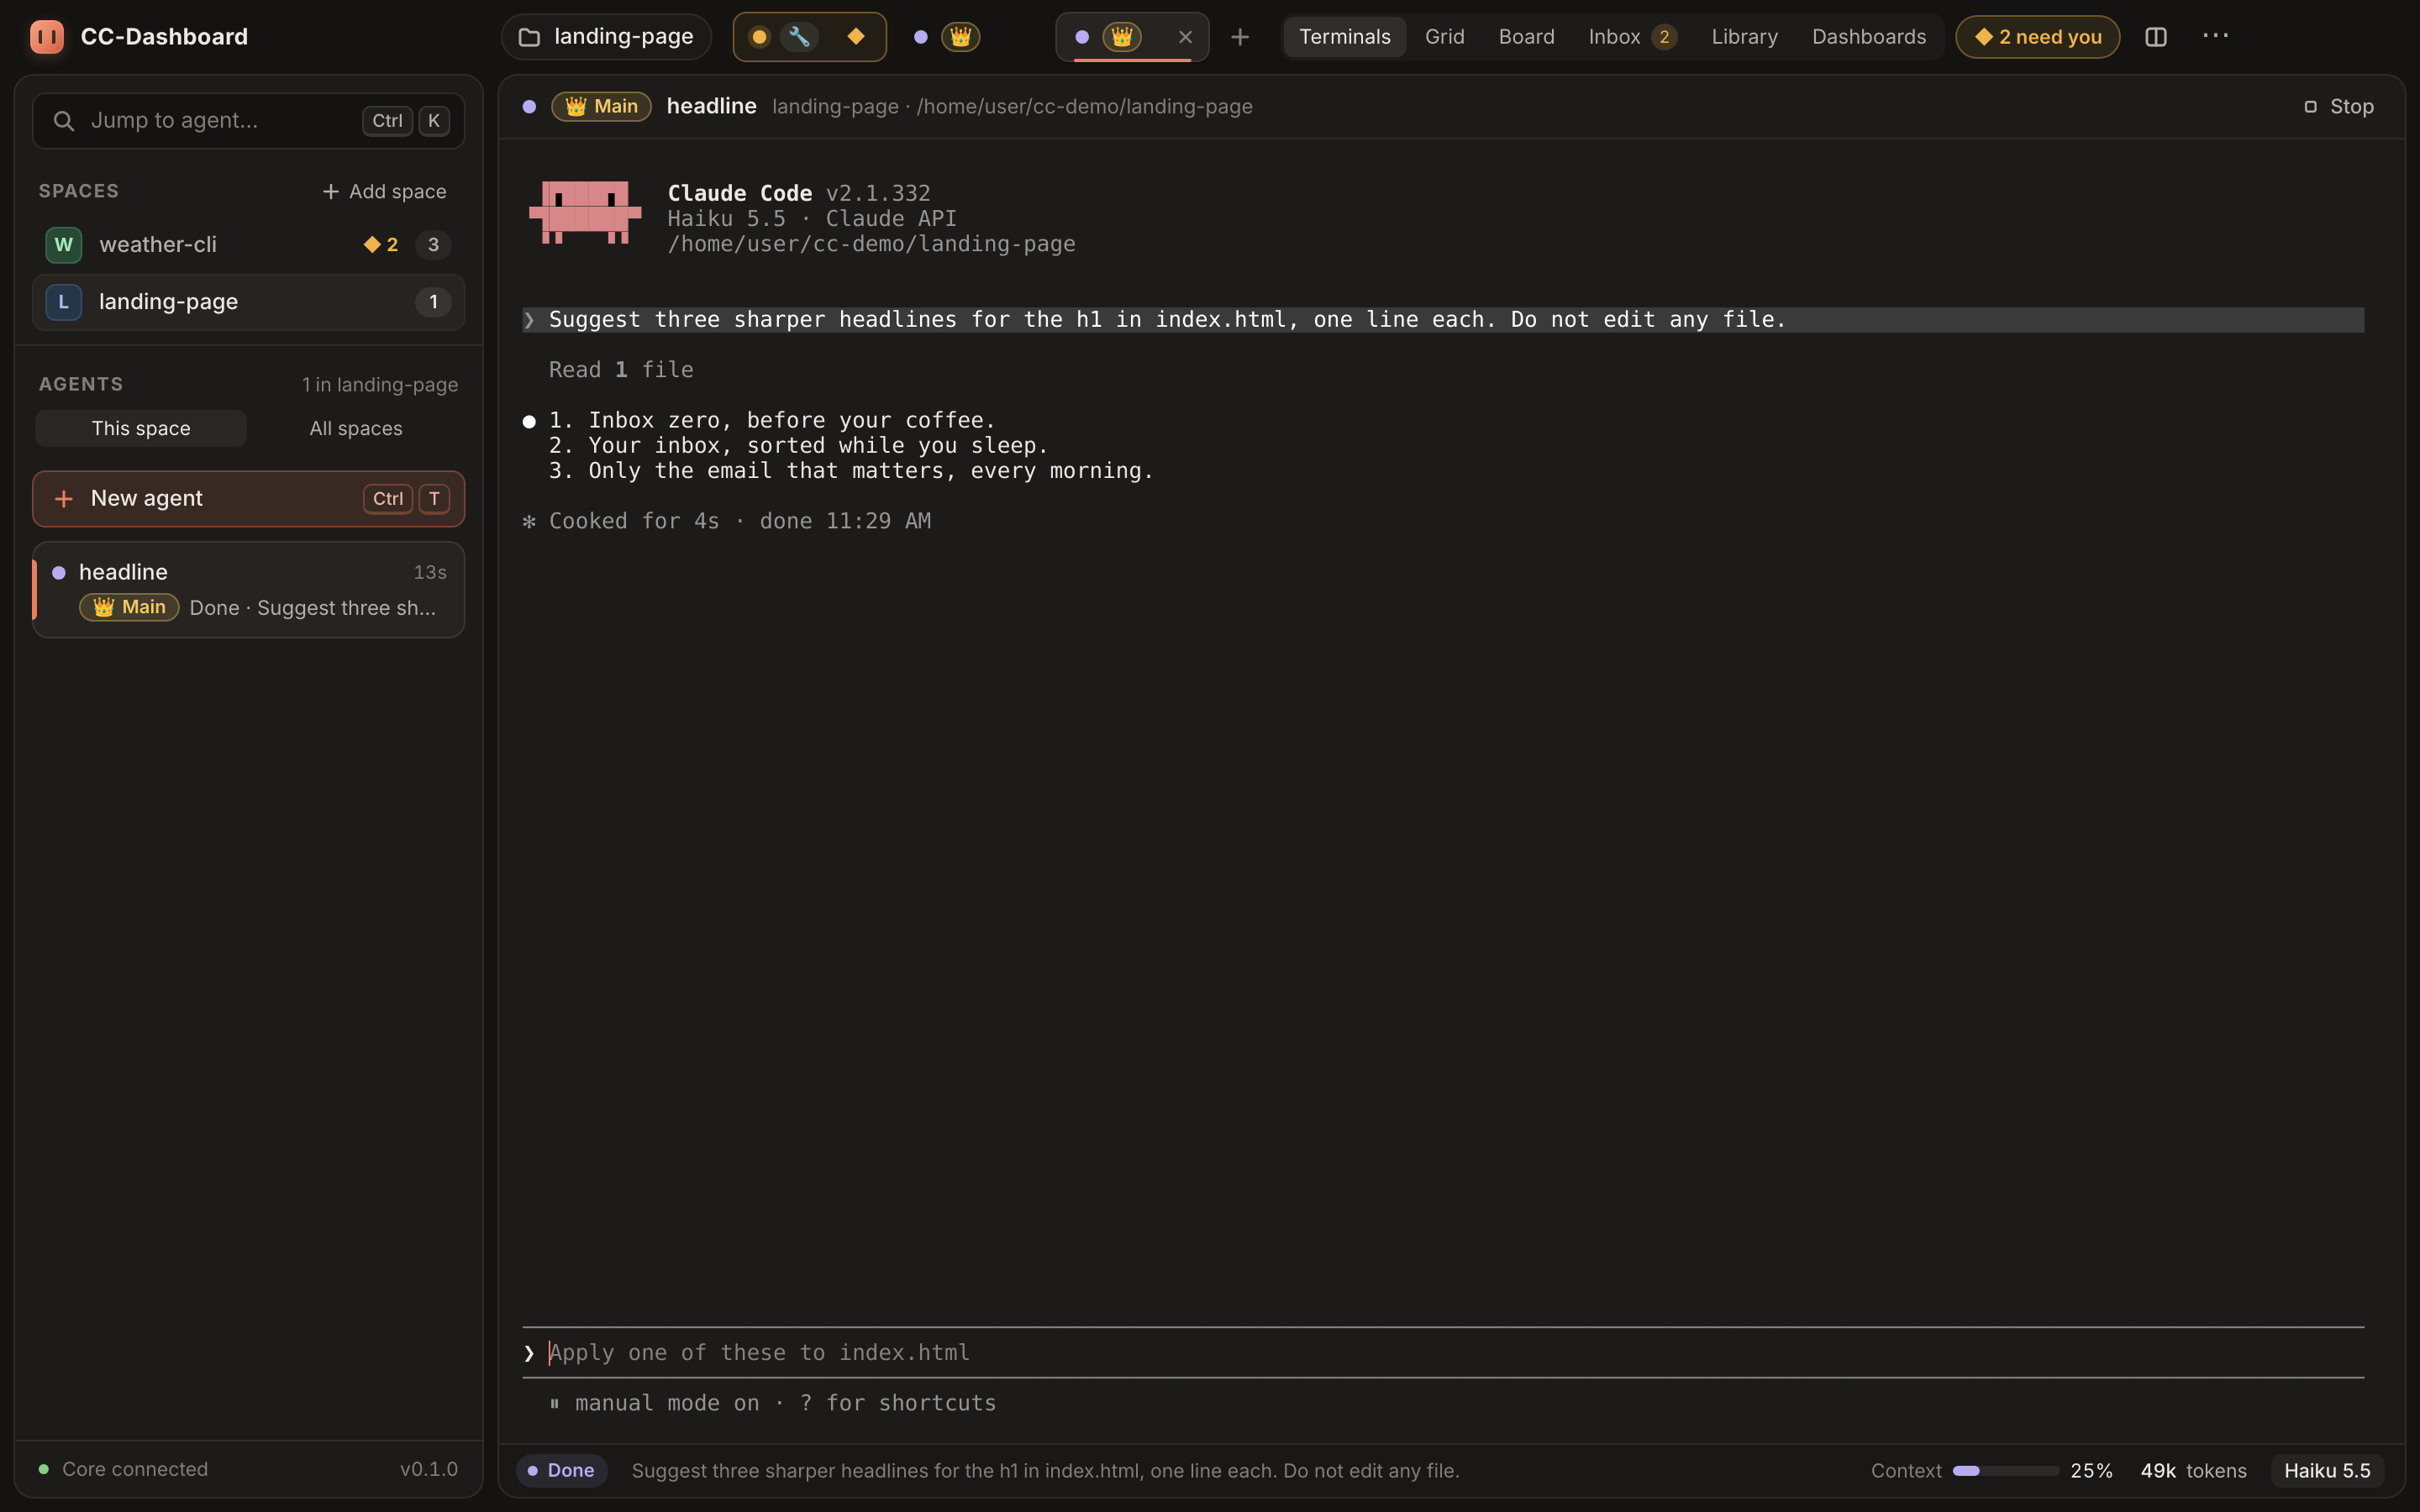 CC-Dashboard
landing-page
Terminals Grid Board Inbox 2 Library Dashboards
2 need you
Jump to agent... Ctrl K
SPACES + Add space
W weather-cli 2 3
L landing-page 1
AGENTS 1 in landing-page
This space All spaces
+ New agent Ctrl T
headline 13s
Main Done · Suggest three sh...
Core connected v0.1.0
Main headline landing-page · /home/user/cc-demo/landing-page Stop
Claude Code v2.1.332
Haiku 5.5 · Claude API
/home/user/cc-demo/landing-page
❯ Suggest three sharper headlines for the h1 in index.html, one line each. Do not edit any file.
Read 1 file
● 1. Inbox zero, before your coffee.
2. Your inbox, sorted while you sleep.
3. Only the email that matters, every morning.
✻ Cooked for 4s · done 11:29 AM
❯ Apply one of these to index.html
⏸ manual mode on · ? for shortcuts
Done Suggest three sharper headlines for the h1 in index.html, one line each. Do not edit any file. Context 25% 49k tokens Haiku 5.5